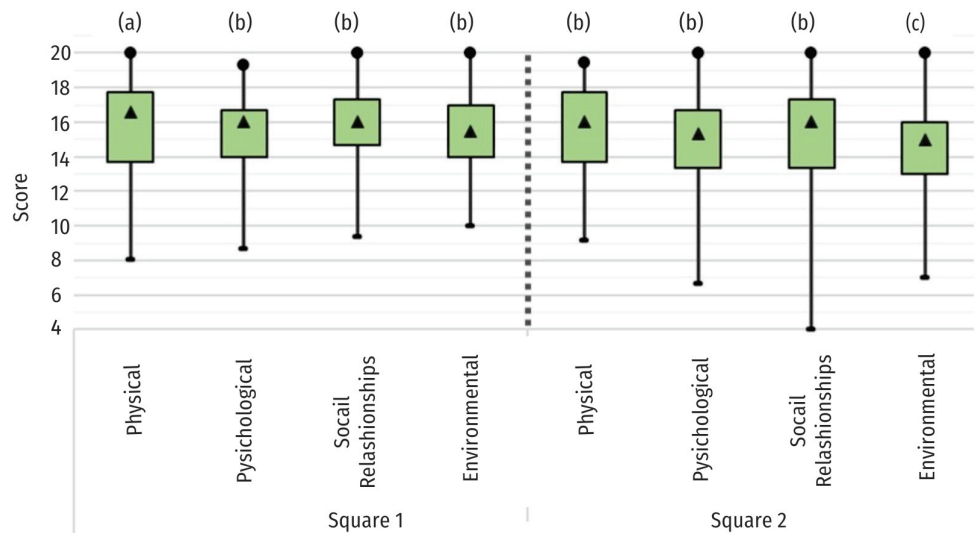 (a) (b) (b) (b) (b) (b) (b) (c)
Score
20
18
16
14
12
10
8
6
4
Physical
Pysichological
Socail
Relashionships
Environmental
Physical
Pysichological
Socail
Relashionships
Environmental
Square 1
Square 2